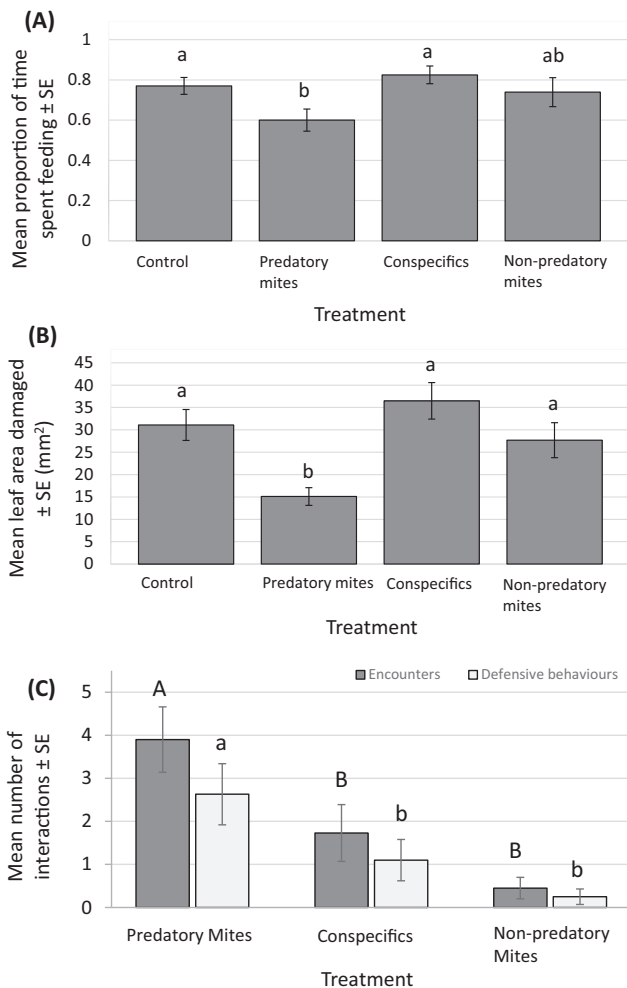 (A)
Mean proportion of time
spent feeding ± SE
1
0.8
0.6
0.4
0.2
0
a
b
a
ab
Control
Predatory
mites
Conspecifics
Non-predatory
mites
Treatment
(B)
Mean leaf area damaged
± SE (mm²)
45
40
35
30
25
20
15
10
5
0
a
b
a
a
Control
Predatory mites
Conspecifics
Non-predatory
mites
Treatment
(C)
Encounters
Defensive behaviours
Mean number of
interactions ± SE
5
4
3
2
1
0
A
a
B
b
B
b
Predatory Mites
Conspecifics
Non-predatory
Mites
Treatment